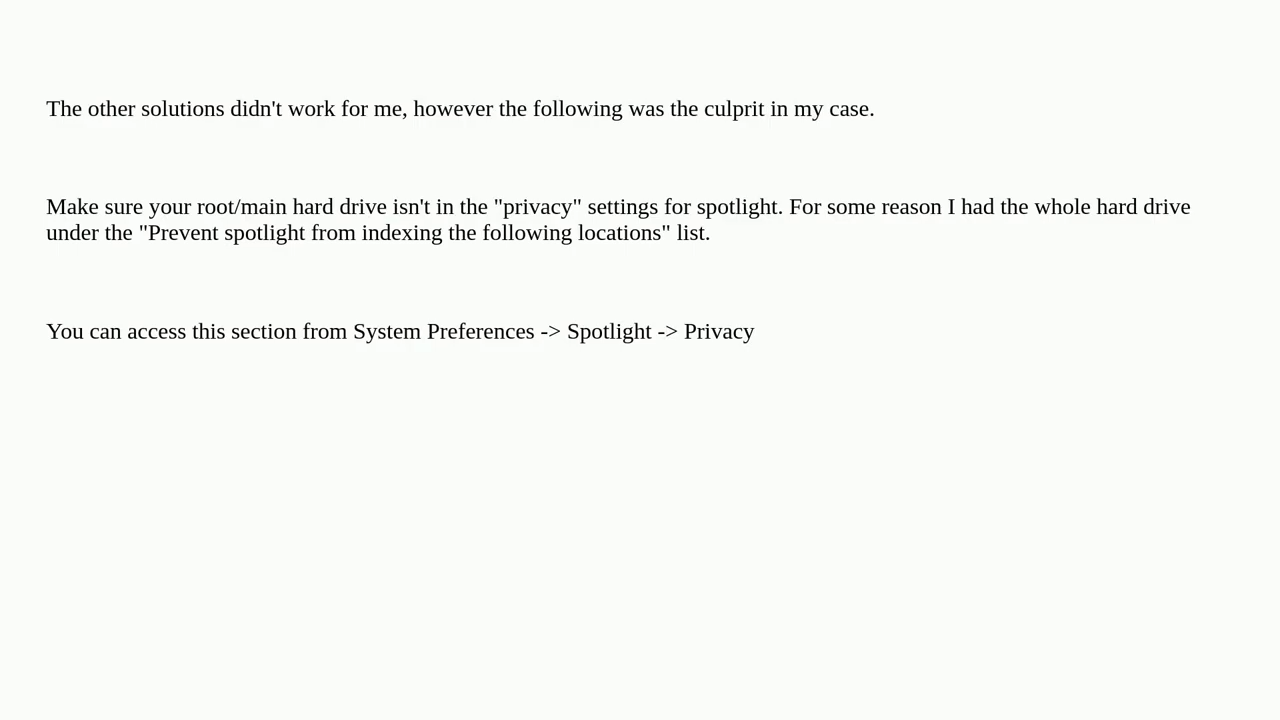 The other solutions didn't work for me, however the following was the culprit in my case.
Make sure your root/main hard drive isn't in the "privacy" settings for spotlight. For some reason I had the whole hard drive
under the "Prevent spotlight from indexing the following locations" list.
You can access this section from System Preferences -> Spotlight -> Privacy